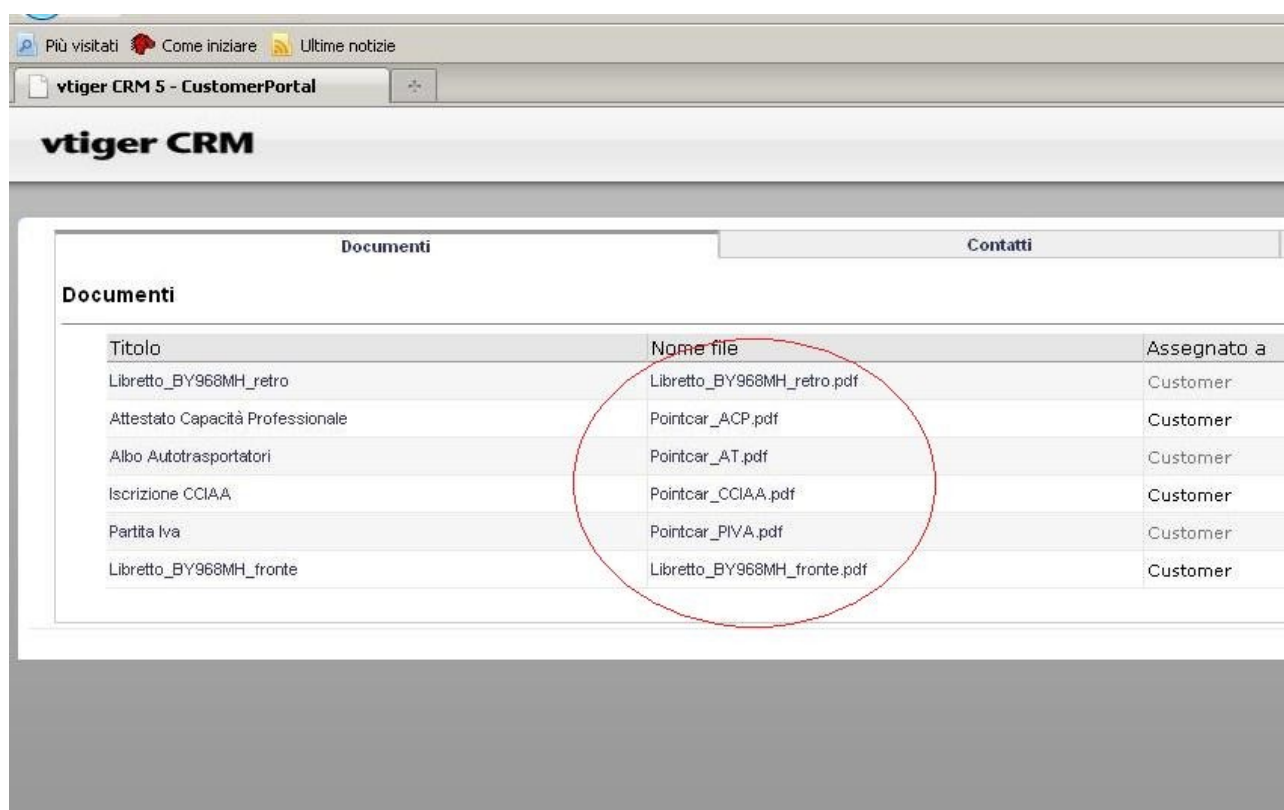 Più visitati Come iniziare Ultime notizie
vtiger CRM 5 - CustomerPortal
vtiger CRM
Documenti Contatti
Documenti
Titolo Nome file Assegnato a
Libretto_BY968MH_retro Libretto_BY968MH_retro.pdf Customer
Attestato Capacità Professionale Pointcar_ACP.pdf Customer
Albo Autotrasportatori Pointcar_AT.pdf Customer
Iscrizione CCIAA Pointcar_CCIAA.pdf Customer
Partita Iva Pointcar_PIVA.pdf Customer
Libretto_BY968MH_fronte Libretto_BY968MH_fronte.pdf Customer